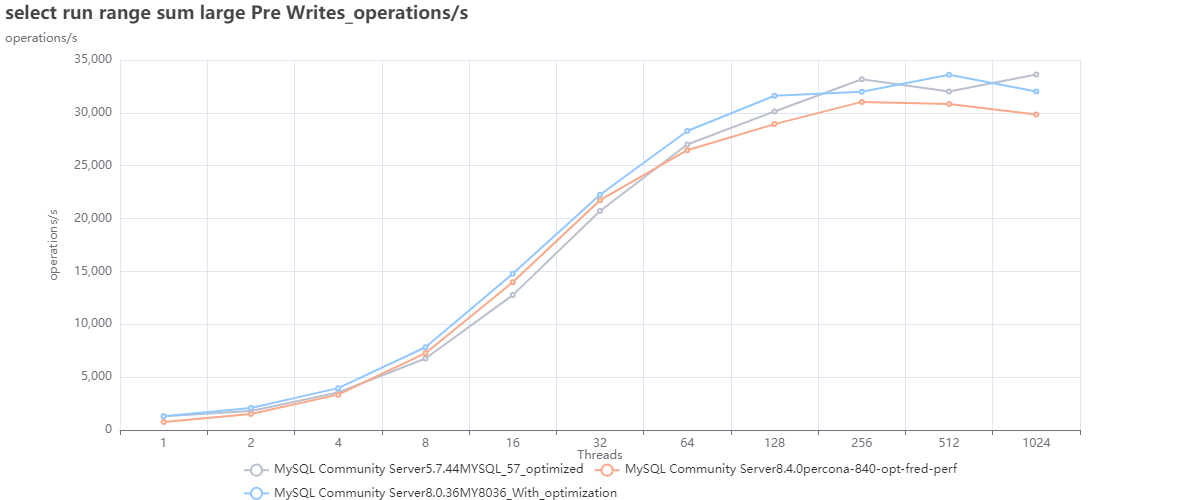 select run range sum large Pre Writes_operations/s
operations/s
35,000
30,000
25,000
20,000
15,000
10,000
5,000
0
operations/s
1 2 4 8 16 32 64 128 256 512 1024
Threads
MySQL Community Server5.7.44MYSQL_57_optimized MySQL Community Server8.4.0percona-840-opt-fred-perf
MySQL Community Server8.0.36MY8036_With_optimization